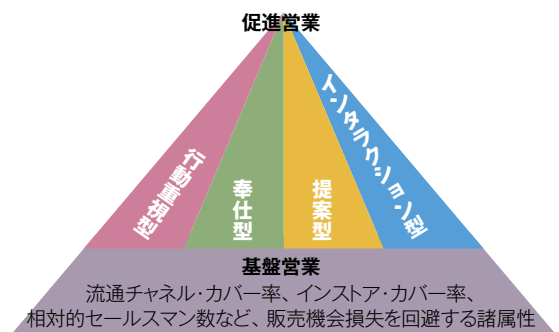 促進営業
行動重視型
奉仕型
提案型
インタラクション型
基盤営業
流通チャネル・カバー率、インストア・カバー率、
相対的セールスマン数など、販売機会損失を回避する諸属性